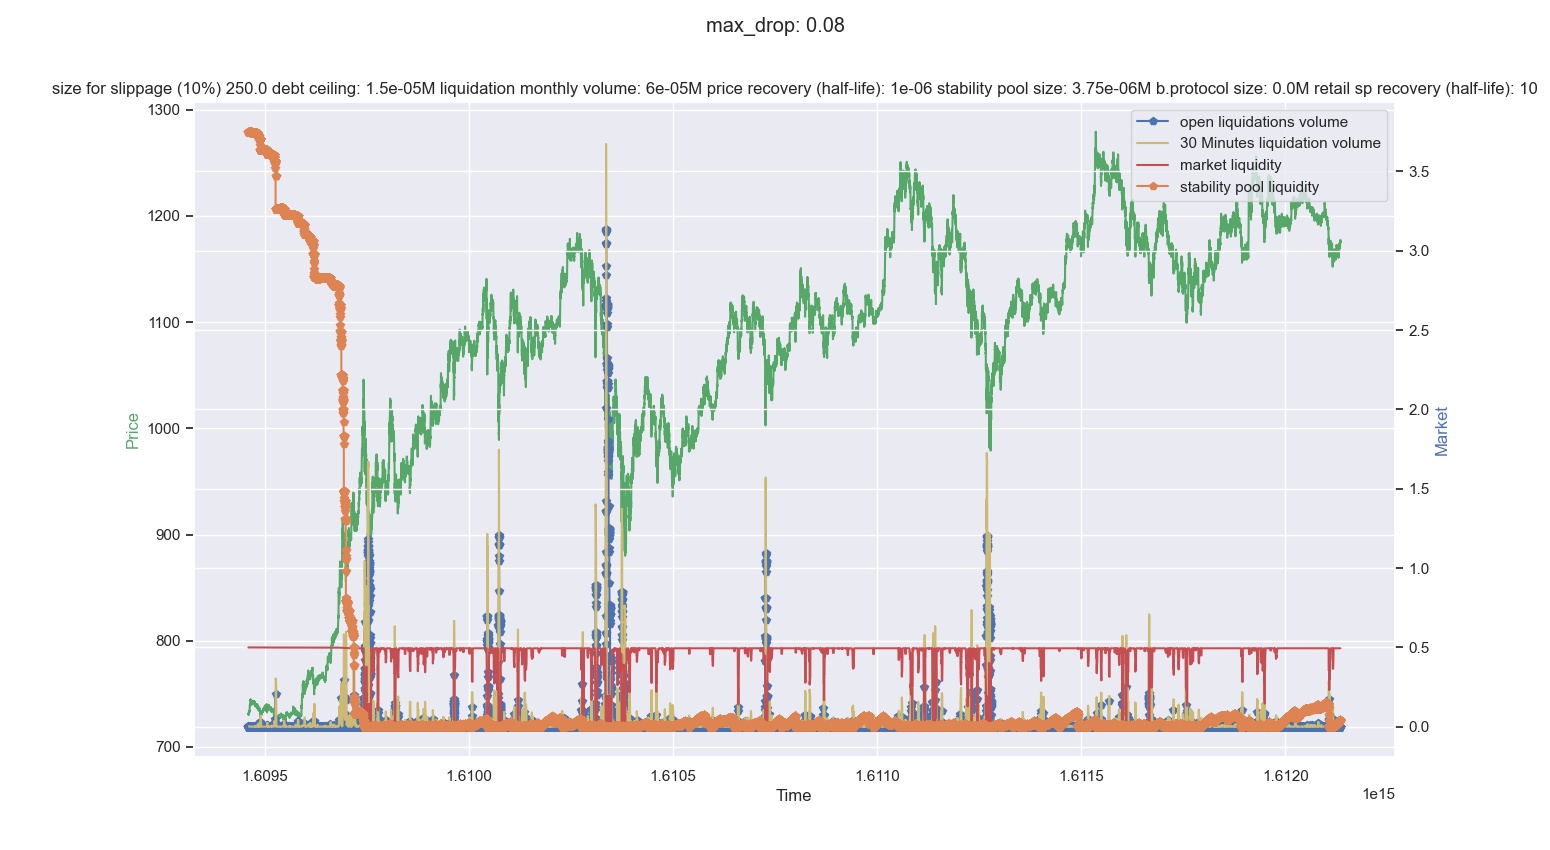 max_drop: 0.08
size for slippage (10%) 250.0 debt ceiling: 1.5e-05M liquidation monthly volume: 6e-05M price recovery (half-life): 1e-06 stability pool size: 3.75e-06M b.protocol size: 0.0M retail sp recovery (half-life): 10
open liquidations volume
30 Minutes liquidation volume
market liquidity
stability pool liquidity
1300
1200
1100
1000
900
800
700
Price
3.5
3.0
2.5
2.0
1.5
1.0
0.5
0.0
Market
1.6095 1.6100 1.6105 1.6110 1.6115 1.6120
1e15
Time